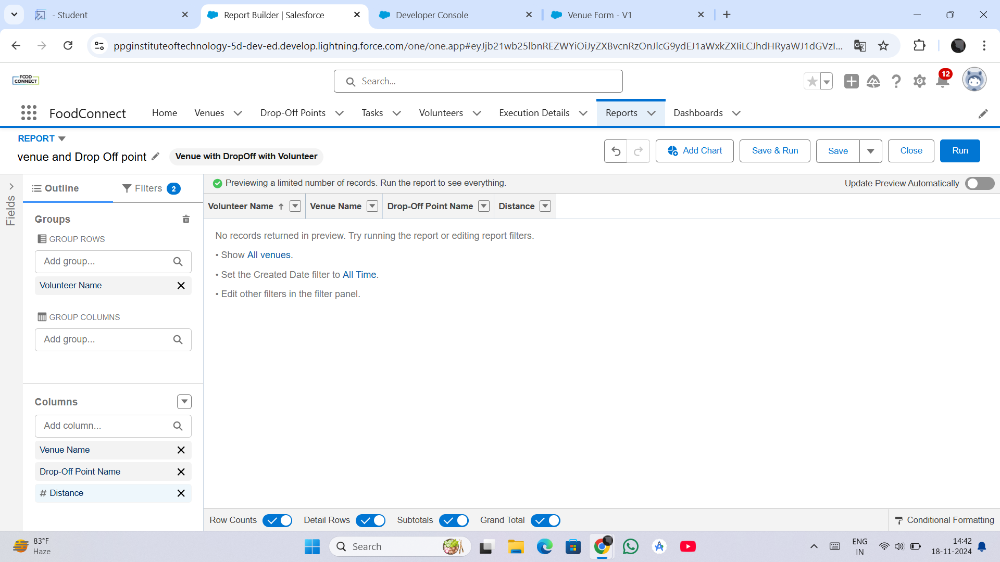 - Student
Report Builder | Salesforce
Developer Console
Venue Form - V1
ppginstituteoftechnology-5d-dev-ed.develop.lightning.force.com/one/one.app#eyJjb21wb25lbnREZWYiOiJyZXBvcnRzOnJlcG9ydEJ1aWxkZXIiLCJhdHRyaWJ1dGVzI...
FOOD
CONNECT
Search...
12
FoodConnect
Home
Venues
Drop-Off Points
Tasks
Volunteers
Execution Details
Reports
Dashboards
REPORT
venue and Drop Off point
Venue with DropOff with Volunteer
Add Chart
Save & Run
Save
Close
Run
Fields
Outline
Filters 2
Previewing a limited number of records. Run the report to see everything.
Update Preview Automatically
Groups
GROUP ROWS
Add group...
Volunteer Name
GROUP COLUMNS
Add group...
Columns
Add column...
Venue Name
Drop-Off Point Name
# Distance
Volunteer Name
Venue Name
Drop-Off Point Name
Distance
No records returned in preview. Try running the report or editing report filters.
• Show All venues.
• Set the Created Date filter to All Time.
• Edit other filters in the filter panel.
Row Counts
Detail Rows
Subtotals
Grand Total
Conditional Formatting
83°F
Haze
Search
ENG
IN
14:42
18-11-2024